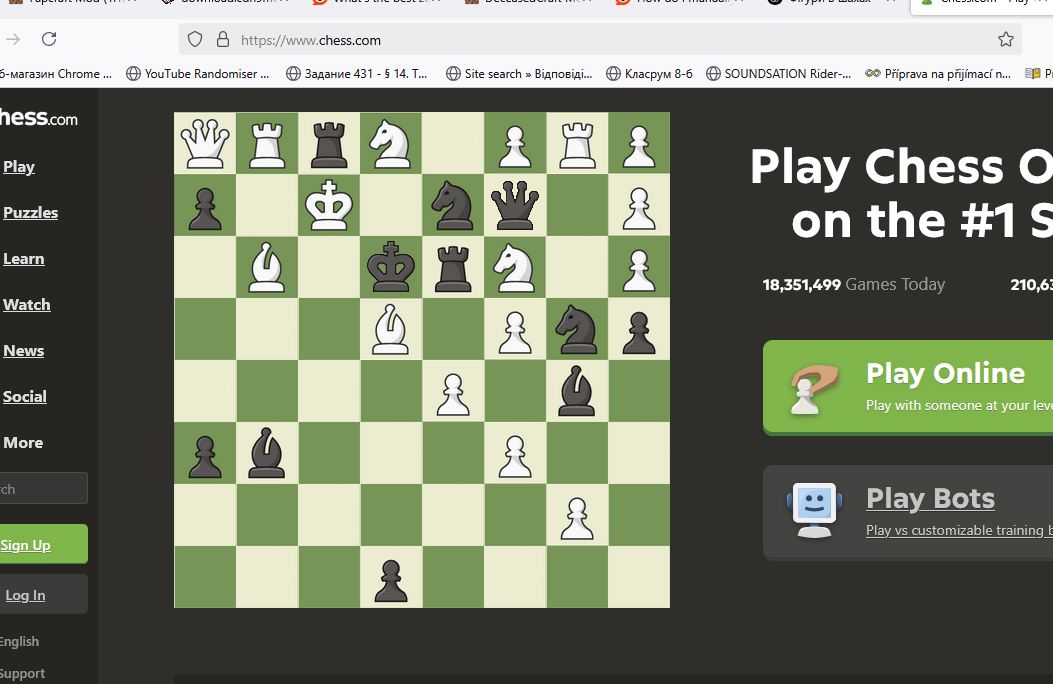 https://www.chess.com
б-магазин Chrome ... YouTube Randomiser ... Задание 431 - § 14. Т... Site search » Відповіді... Класрум 8-б SOUNDSATION Rider-... Příprava na přijímací n...
hess.com
Play
Puzzles
Learn
Watch
News
Social
More
rch
Sign Up
Log In
English
Support
Play Chess O
on the #1 S
18,351,499 Games Today 210,63
Play Online
Play with someone at your leve
Play Bots
Play vs customizable training b